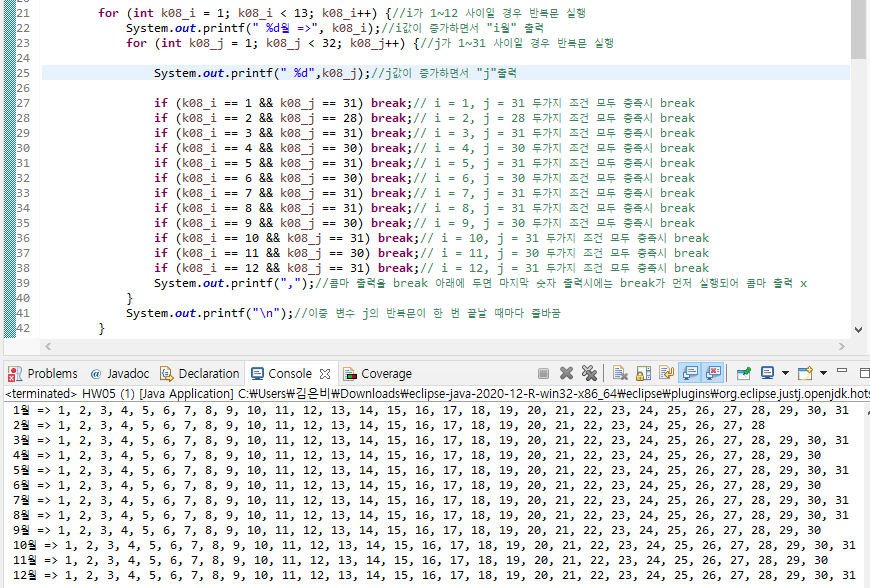 21 for (int k08_i = 1; k08_i < 13; k08_i++) {//i가 1~12 사이일 경우 반복문 실행
22 System.out.printf(" %d월 =>", k08_i);//i값이 증가하면서 "i월" 출력
23 for (int k08_j = 1; k08_j < 32; k08_j++) {//j가 1~31 사이일 경우 반복문 실행
24
25 System.out.printf(" %d",k08_j);//j값이 증가하면서 "j"출력
26
27 if (k08_i == 1 && k08_j == 31) break;// i = 1, j = 31 두가지 조건 모두 충족시 break
28 if (k08_i == 2 && k08_j == 28) break;// i = 2, j = 28 두가지 조건 모두 충족시 break
29 if (k08_i == 3 && k08_j == 31) break;// i = 3, j = 31 두가지 조건 모두 충족시 break
30 if (k08_i == 4 && k08_j == 30) break;// i = 4, j = 30 두가지 조건 모두 충족시 break
31 if (k08_i == 5 && k08_j == 31) break;// i = 5, j = 31 두가지 조건 모두 충족시 break
32 if (k08_i == 6 && k08_j == 30) break;// i = 6, j = 30 두가지 조건 모두 충족시 break
33 if (k08_i == 7 && k08_j == 31) break;// i = 7, j = 31 두가지 조건 모두 충족시 break
34 if (k08_i == 8 && k08_j == 31) break;// i = 8, j = 31 두가지 조건 모두 충족시 break
35 if (k08_i == 9 && k08_j == 30) break;// i = 9, j = 30 두가지 조건 모두 충족시 break
36 if (k08_i == 10 && k08_j == 31) break;// i = 10, j = 31 두가지 조건 모두 충족시 break
37 if (k08_i == 11 && k08_j == 30) break;// i = 11, j = 30 두가지 조건 모두 충족시 break
38 if (k08_i == 12 && k08_j == 31) break;// i = 12, j = 31 두가지 조건 모두 충족시 break
39 System.out.printf(",");//콤마 출력을 break 아래에 두면 마지막 숫자 출력시에는 break가 먼저 실행되어 콤마 출력 x
40 }
41 System.out.printf("\n");//이중 변수 j의 반복문이 한 번 끝날 때마다 줄바꿈
42 }
Problems @ Javadoc Declaration Console Coverage
<terminated> HW05 (1) [Java Application] C:₩Users₩김은비₩Downloads₩eclipse-java-2020-12-R-win32-x86_64₩eclipse₩plugins₩org.eclipse.justj.openjdk.hots
1월 => 1, 2, 3, 4, 5, 6, 7, 8, 9, 10, 11, 12, 13, 14, 15, 16, 17, 18, 19, 20, 21, 22, 23, 24, 25, 26, 27, 28, 29, 30, 31
2월 => 1, 2, 3, 4, 5, 6, 7, 8, 9, 10, 11, 12, 13, 14, 15, 16, 17, 18, 19, 20, 21, 22, 23, 24, 25, 26, 27, 28
3월 => 1, 2, 3, 4, 5, 6, 7, 8, 9, 10, 11, 12, 13, 14, 15, 16, 17, 18, 19, 20, 21, 22, 23, 24, 25, 26, 27, 28, 29, 30, 31
4월 => 1, 2, 3, 4, 5, 6, 7, 8, 9, 10, 11, 12, 13, 14, 15, 16, 17, 18, 19, 20, 21, 22, 23, 24, 25, 26, 27, 28, 29, 30
5월 => 1, 2, 3, 4, 5, 6, 7, 8, 9, 10, 11, 12, 13, 14, 15, 16, 17, 18, 19, 20, 21, 22, 23, 24, 25, 26, 27, 28, 29, 30, 31
6월 => 1, 2, 3, 4, 5, 6, 7, 8, 9, 10, 11, 12, 13, 14, 15, 16, 17, 18, 19, 20, 21, 22, 23, 24, 25, 26, 27, 28, 29, 30
7월 => 1, 2, 3, 4, 5, 6, 7, 8, 9, 10, 11, 12, 13, 14, 15, 16, 17, 18, 19, 20, 21, 22, 23, 24, 25, 26, 27, 28, 29, 30, 31
8월 => 1, 2, 3, 4, 5, 6, 7, 8, 9, 10, 11, 12, 13, 14, 15, 16, 17, 18, 19, 20, 21, 22, 23, 24, 25, 26, 27, 28, 29, 30, 31
9월 => 1, 2, 3, 4, 5, 6, 7, 8, 9, 10, 11, 12, 13, 14, 15, 16, 17, 18, 19, 20, 21, 22, 23, 24, 25, 26, 27, 28, 29, 30
10월 => 1, 2, 3, 4, 5, 6, 7, 8, 9, 10, 11, 12, 13, 14, 15, 16, 17, 18, 19, 20, 21, 22, 23, 24, 25, 26, 27, 28, 29, 30, 31
11월 => 1, 2, 3, 4, 5, 6, 7, 8, 9, 10, 11, 12, 13, 14, 15, 16, 17, 18, 19, 20, 21, 22, 23, 24, 25, 26, 27, 28, 29, 30
12월 => 1, 2, 3, 4, 5, 6, 7, 8, 9, 10, 11, 12, 13, 14, 15, 16, 17, 18, 19, 20, 21, 22, 23, 24, 25, 26, 27, 28, 29, 30, 31